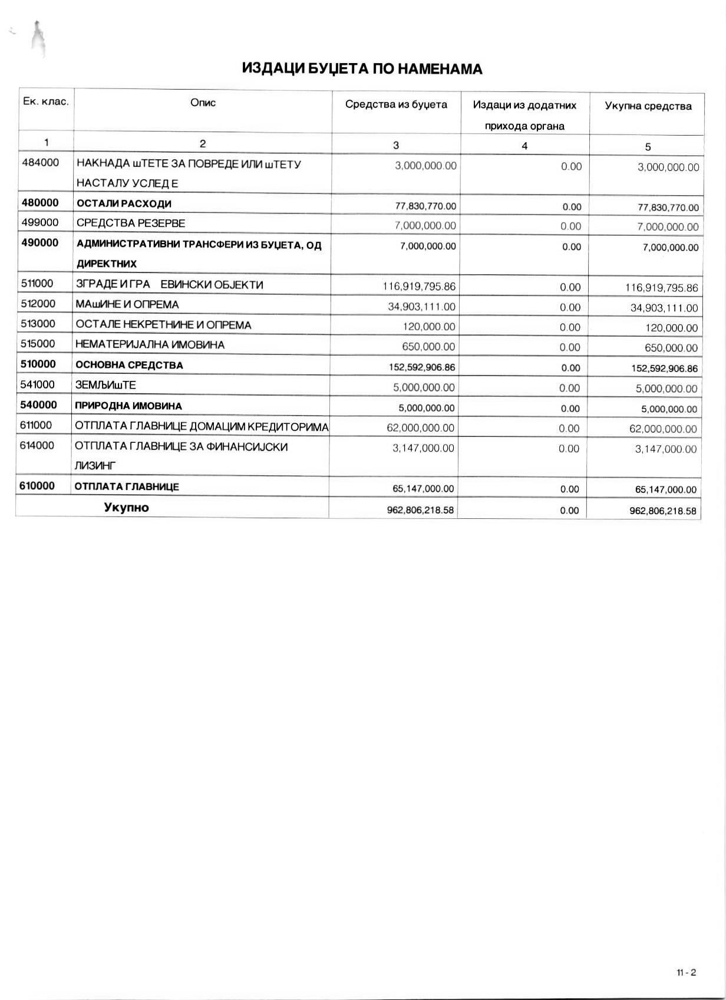 ИЗДАЦИ БУЏЕТА ПО НАМЕНАМА
Ек. клас. Опис Средства из буџета Издаци из додатних прихода органа Укупна средства
1 2 3 4 5
484000 НАКНАДА шТЕТЕ ЗА ПОВРЕДЕ ИЛИ шТЕТУ 3,000,000.00 0.00 3,000,000.00
НАСТАЛУ УСЛЕД Е
480000 ОСТАЛИ РАСХОДИ 77,830,770.00 0.00 77,830,770.00
499000 СРЕДСТВА РЕЗЕРВЕ 7,000,000.00 0.00 7,000,000.00
490000 АДМИНИСТРАТИВНИ ТРАНСФЕРИ ИЗ БУЏЕТА, ОД 7,000,000.00 0.00 7,000,000.00
ДИРЕКТНИХ
511000 ЗГРАДЕ И ГРА ЕВИНСКИ ОБЈЕКТИ 116,919,795.86 0.00 116,919,795.86
512000 МАшИНЕ И ОПРЕМА 34,903,111.00 0.00 34,903,111.00
513000 ОСТАЛЕ НЕКРЕТНИНЕ И ОПРЕМА 120,000.00 0.00 120,000.00
515000 НЕМАТЕРИЈАЛНА ИМОВИНА 650,000.00 0.00 650,000.00
510000 ОСНОВНА СРЕДСТВА 152,592,906.86 0.00 152,592,906.86
541000 ЗЕМЉИшТЕ 5,000,000.00 0.00 5,000,000.00
540000 ПРИРОДНА ИМОВИНА 5,000,000.00 0.00 5,000,000.00
611000 ОТПЛАТА ГЛАВНИЦЕ ДОМАЦИМ КРЕДИТОРИМА 62,000,000.00 0.00 62,000,000.00
614000 ОТПЛАТА ГЛАВНИЦЕ ЗА ФИНАНСИЈСКИ 3,147,000.00 0.00 3,147,000.00
ЛИЗИНГ
610000 ОТПЛАТА ГЛАВНИЦЕ 65,147,000.00 0.00 65,147,000.00
Укупно 962,806,218.58 0.00 962,806,218.58
11 - 2